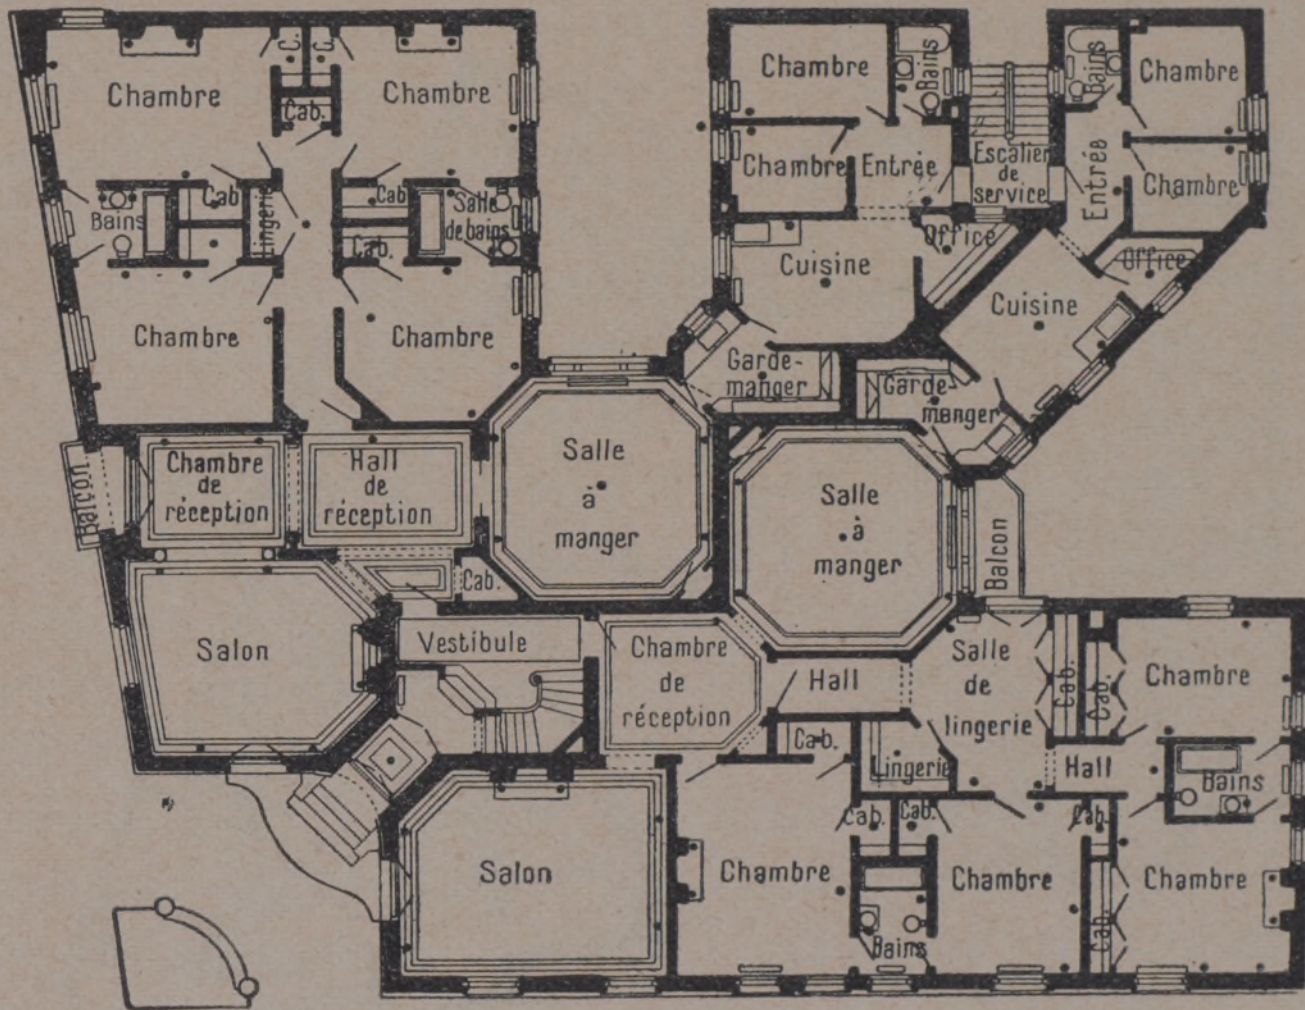 C.
C.
Chambre
Chambre
Cab.
Bains
Cab
Lingerie
Cab
Salle
de bains
Cab.
Chambre
Chambre
Chambre
Bains
Chambre
Entrée
Escalier
de
service
Bains
Chambre
Entrée
Chambre
Office
Cuisine
Office
Cuisine
Garde-
manger
Garde-
manger
Balcon
Chambre
de
réception
Hall
de
réception
Salle
à
manger
Salle
à
manger
Balcon
Cab.
Salon
Vestibule
Chambre
de
réception
Hall
Salle
de
lingerie
Cab.
Cab.
Chambre
Cab.
Lingerie
Hall
Bains
Salon
Chambre
Cab.
Cab.
Cab.
Chambre
Chambre
Bains
Cab.